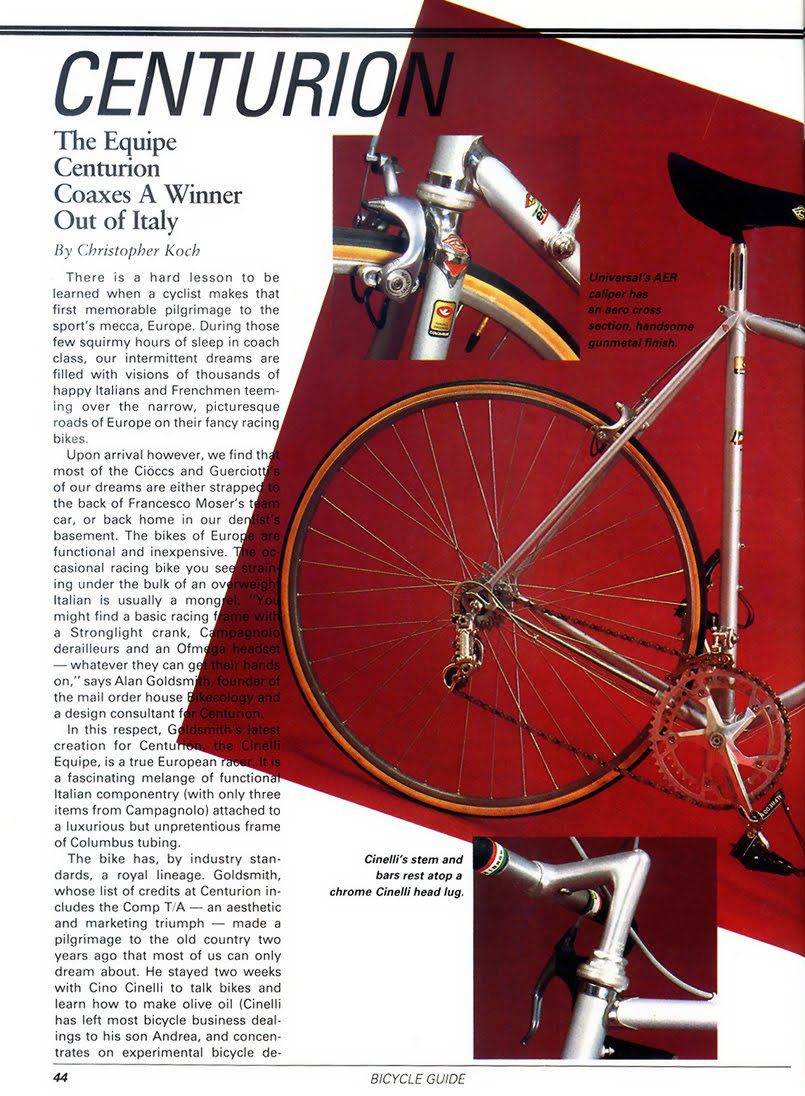 CENTURION
The Equipe
Centurion
Coaxes A Winner
Out of Italy
By Christopher Koch
There is a hard lesson to be
learned when a cyclist makes that
first memorable pilgrimage to the
sport's mecca, Europe. During those
few squirmy hours of sleep in coach
class, our intermittent dreams are
filled with visions of thousands of
happy Italians and Frenchmen teem-
ing over the narrow, picturesque
roads of Europe on their fancy racing
bikes.
Upon arrival however, we find that
most of the Ciöccs and Guerciotti's
of our dreams are either strapped to
the back of Francesco Moser's team
car, or back home in our dentist's
basement. The bikes of Europe are
functional and inexpensive. The oc-
casional racing bike you see strain-
ing under the bulk of an overweight
Italian is usually a mongrel. "You
might find a basic racing frame with
a Stronglight crank, Campagnolo
derailleurs and an Ofmega headset
— whatever they can get their hands
on," says Alan Goldsmith, founder of
the mail order house Bikecology and
a design consultant for Centurion.
In this respect, Goldsmith's latest
creation for Centurion, the Cinelli
Equipe, is a true European racer. It is
a fascinating melange of functional
Italian componentry (with only three
items from Campagnolo) attached to
a luxurious but unpretentious frame
of Columbus tubing.
The bike has, by industry stan-
dards, a royal lineage. Goldsmith,
whose list of credits at Centurion in-
cludes the Comp T/A — an aesthetic
and marketing triumph — made a
pilgrimage to the old country two
years ago that most of us can only
dream about. He stayed two weeks
with Cino Cinelli to talk bikes and
learn how to make olive oil (Cinelli
has left most bicycle business deal-
ings to his son Andrea, and concen-
trates on experimental bicycle de-
Universal's AER
caliper has
an aero cross
section, handsome
gunmetal finish.
Cinelli's stem and
bars rest atop a
chrome Cinelli head lug.
COLUMBUS
44
BICYCLE GUIDE